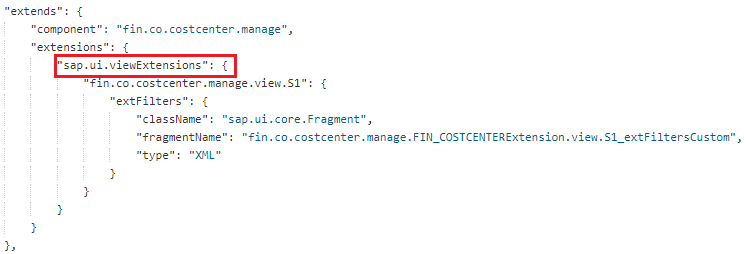 "extends": {
"component": "fin.co.costcenter.manage",
"extensions": {
"sap.ui.viewExtensions": {
"fin.co.costcenter.manage.view.S1": {
"extFilters": {
"className": "sap.ui.core.Fragment",
"fragmentName": "fin.co.costcenter.manage.FIN_COSTCENTERExtension.view.S1_extFiltersCustom",
"type": "XML"
}
}
}
}
},